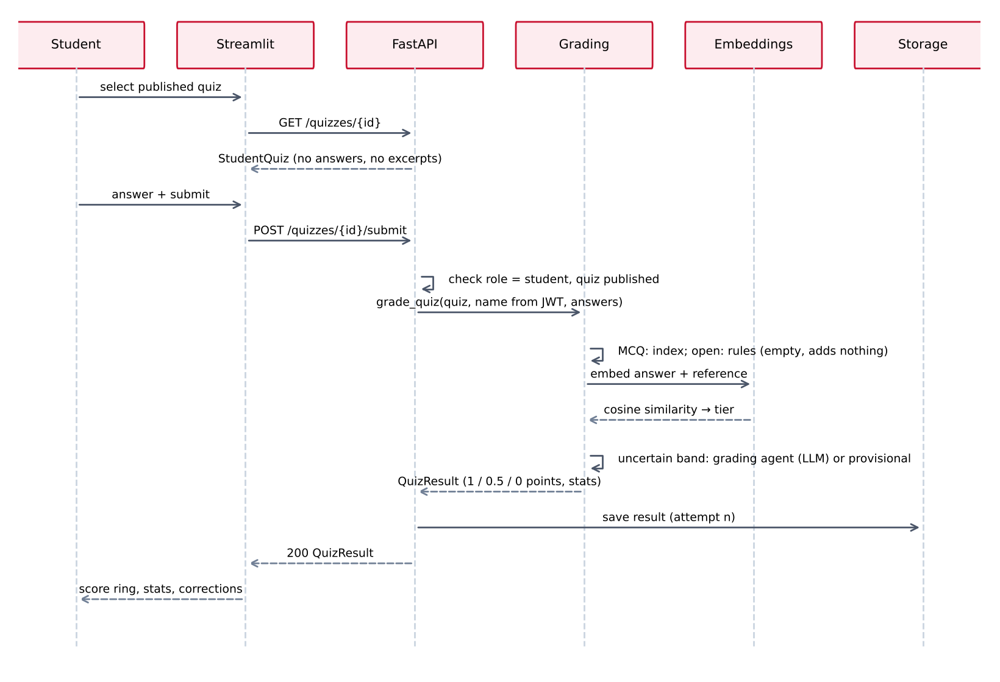 Student
Streamlit
FastAPI
Grading
Embeddings
Storage
select published quiz
GET /quizzes/{id}
StudentQuiz (no answers, no excerpts)
answer + submit
POST /quizzes/{id}/submit
check role = student, quiz published
grade_quiz(quiz, name from JWT, answers)
MCQ: index; open: rules (empty, adds nothing)
embed answer + reference
cosine similarity → tier
uncertain band: grading agent (LLM) or provisional
QuizResult (1 / 0.5 / 0 points, stats)
save result (attempt n)
200 QuizResult
score ring, stats, corrections